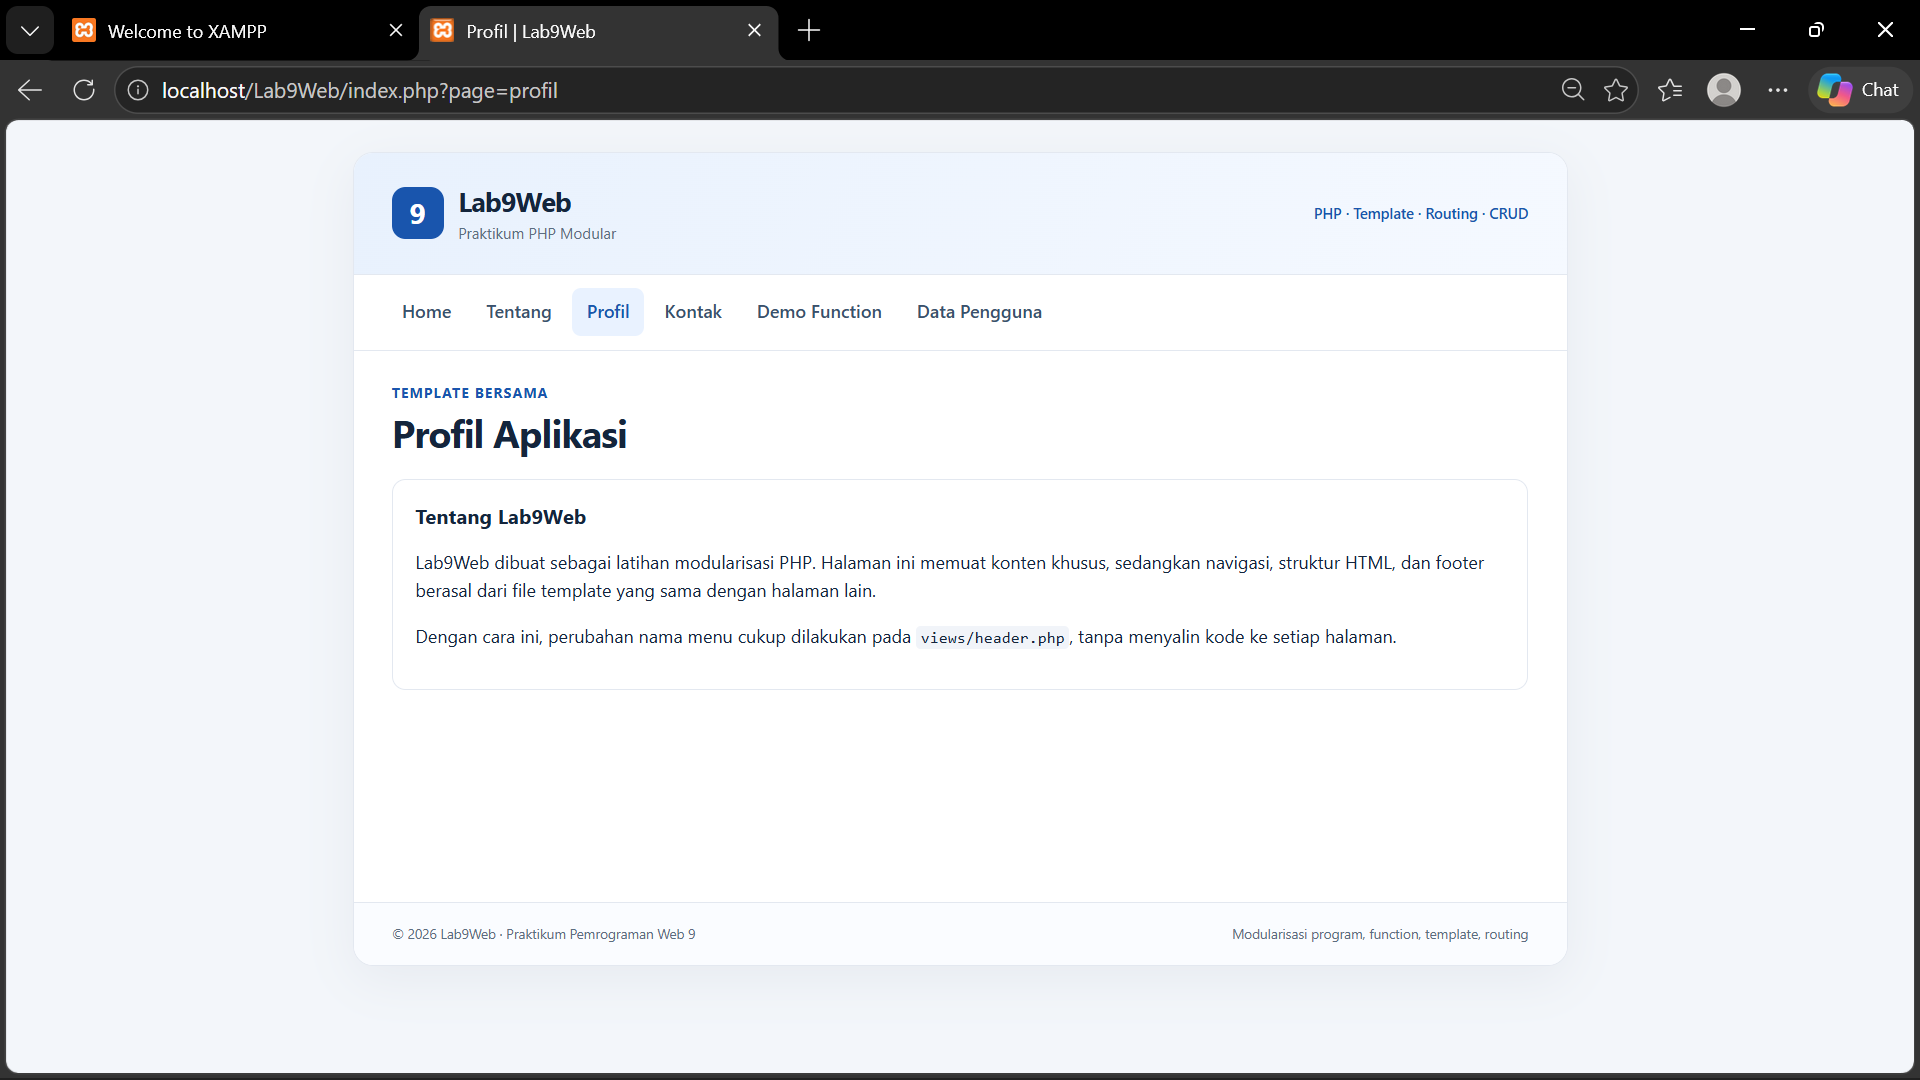 Welcome to XAMPP
Profil | Lab9Web
localhost/Lab9Web/index.php?page=profil
Chat
9
Lab9Web
Praktikum PHP Modular
PHP · Template · Routing · CRUD
Home
Tentang
Profil
Kontak
Demo Function
Data Pengguna
TEMPLATE BERSAMA
Profil Aplikasi
Tentang Lab9Web
Lab9Web dibuat sebagai latihan modularisasi PHP. Halaman ini memuat konten khusus, sedangkan navigasi, struktur HTML, dan footer
berasal dari file template yang sama dengan halaman lain.
Dengan cara ini, perubahan nama menu cukup dilakukan pada views/header.php, tanpa menyalin kode ke setiap halaman.
© 2026 Lab9Web · Praktikum Pemrograman Web 9
Modularisasi program, function, template, routing